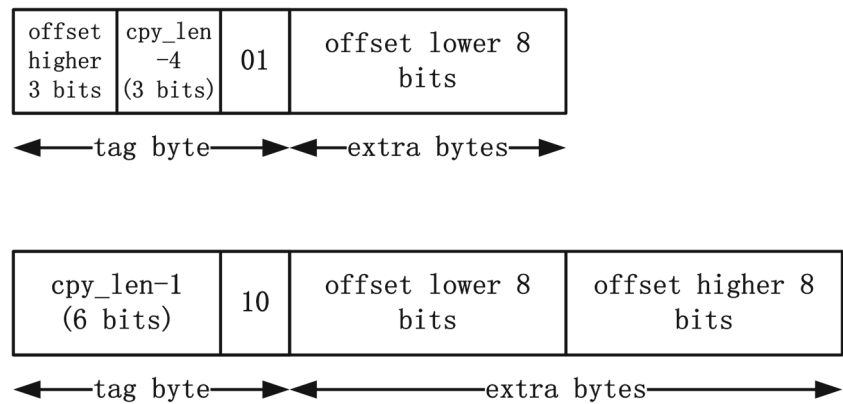 offset
higher
3 bits
cpy_len
-4
(3 bits)
01
offset lower 8
bits
tag byte
extra bytes
cpy_len-1
(6 bits)
10
offset lower 8
bits
offset higher 8
bits
tag byte
extra bytes